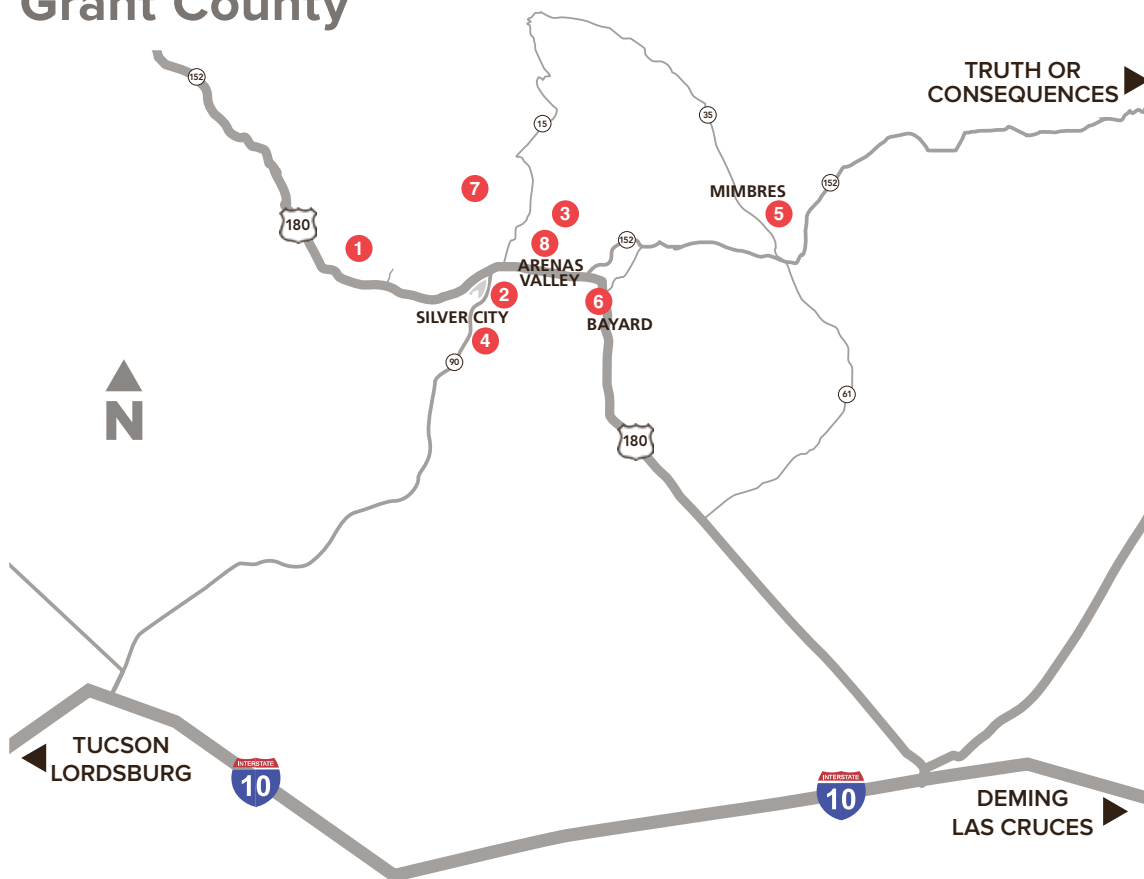 Grant County
152
TRUTH OR
CONSEQUENCES
35
15
152
7
MIMBRES
3
5
180
152
8
1
ARENAS
VALLEY
2
6
SILVER CITY
BAYARD
4
90
N
61
180
TUCSON
LORDSBURG
INTERSTATE
10
INTERSTATE
10
DEMING
LAS CRUCES